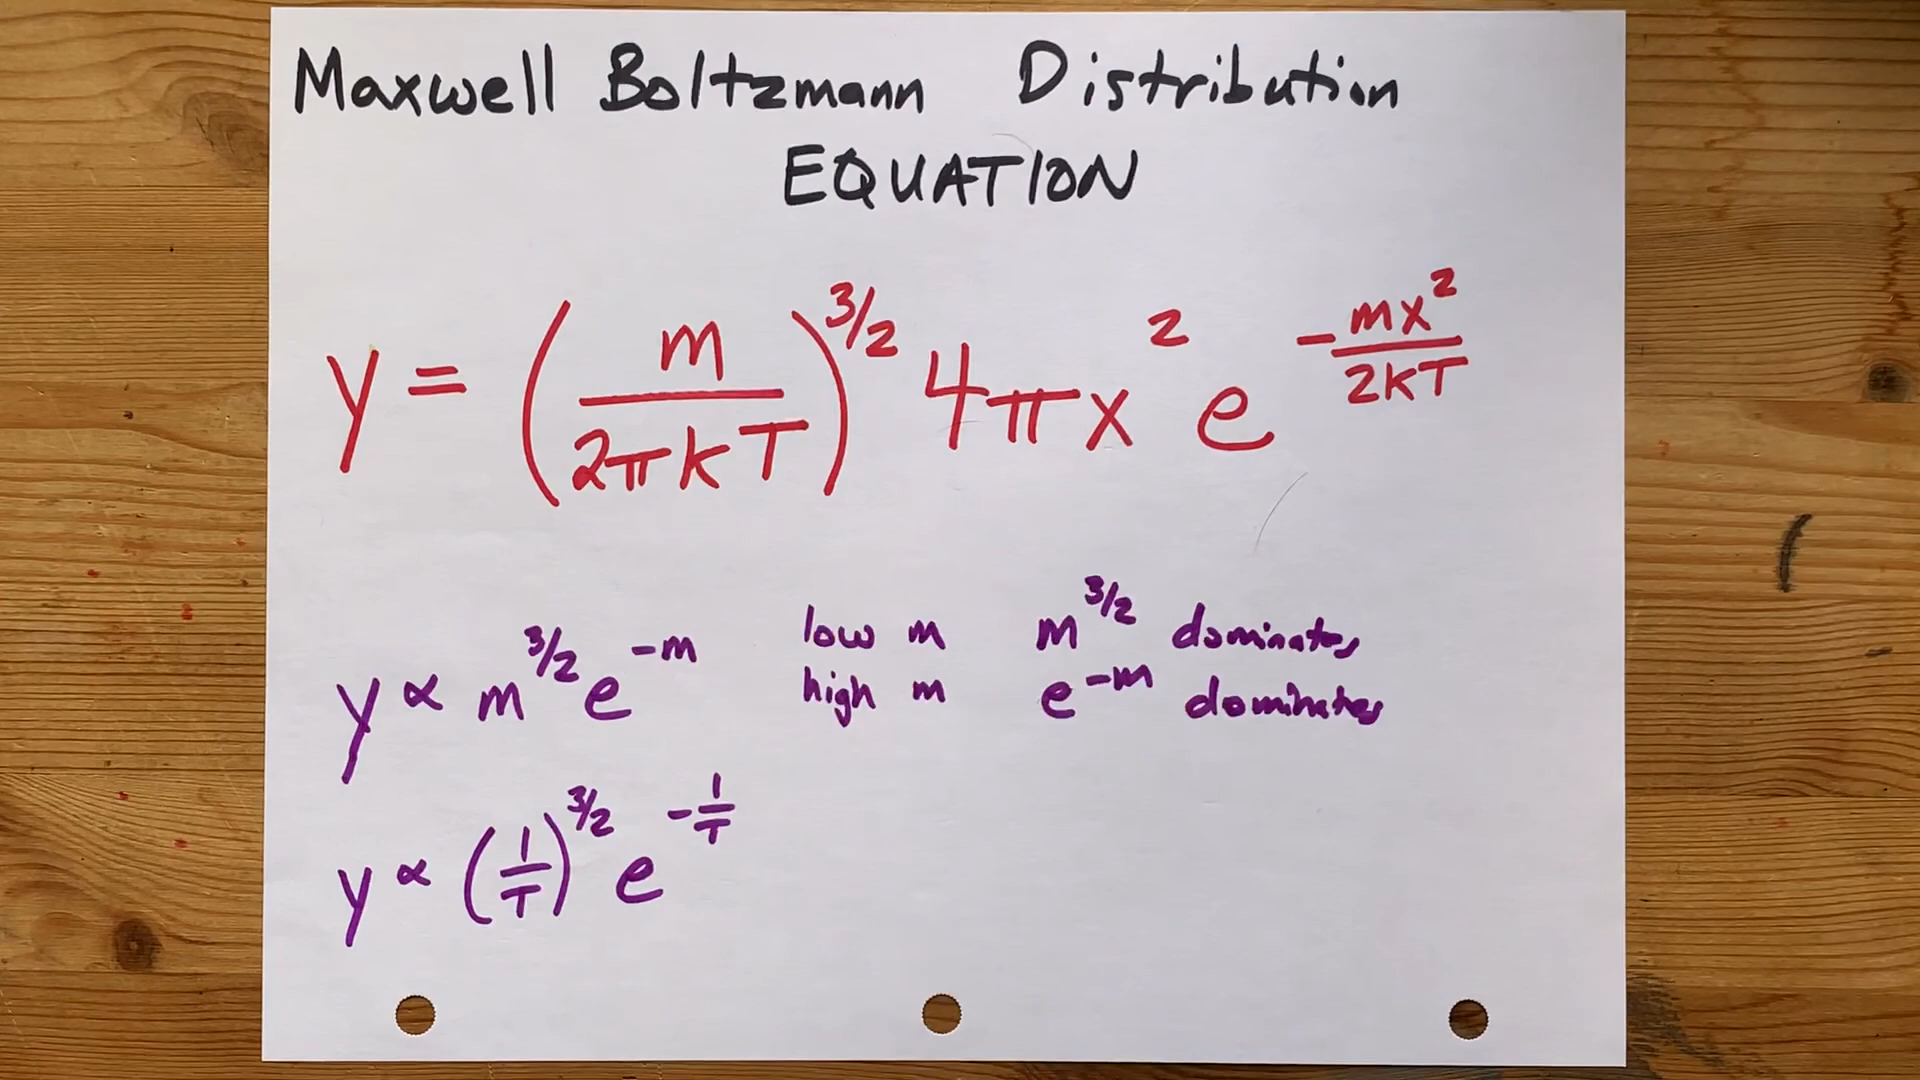 Maxwell Boltzmann Distribution
EQUATION
y = (m/2πkT)^3/2 4πx^2 e^-mx^2/2kT
y ∝ m^3/2 e^-m low m m^3/2 dominates
high m e^-m dominates
y ∝ (1/T)^3/2 e^-1/T